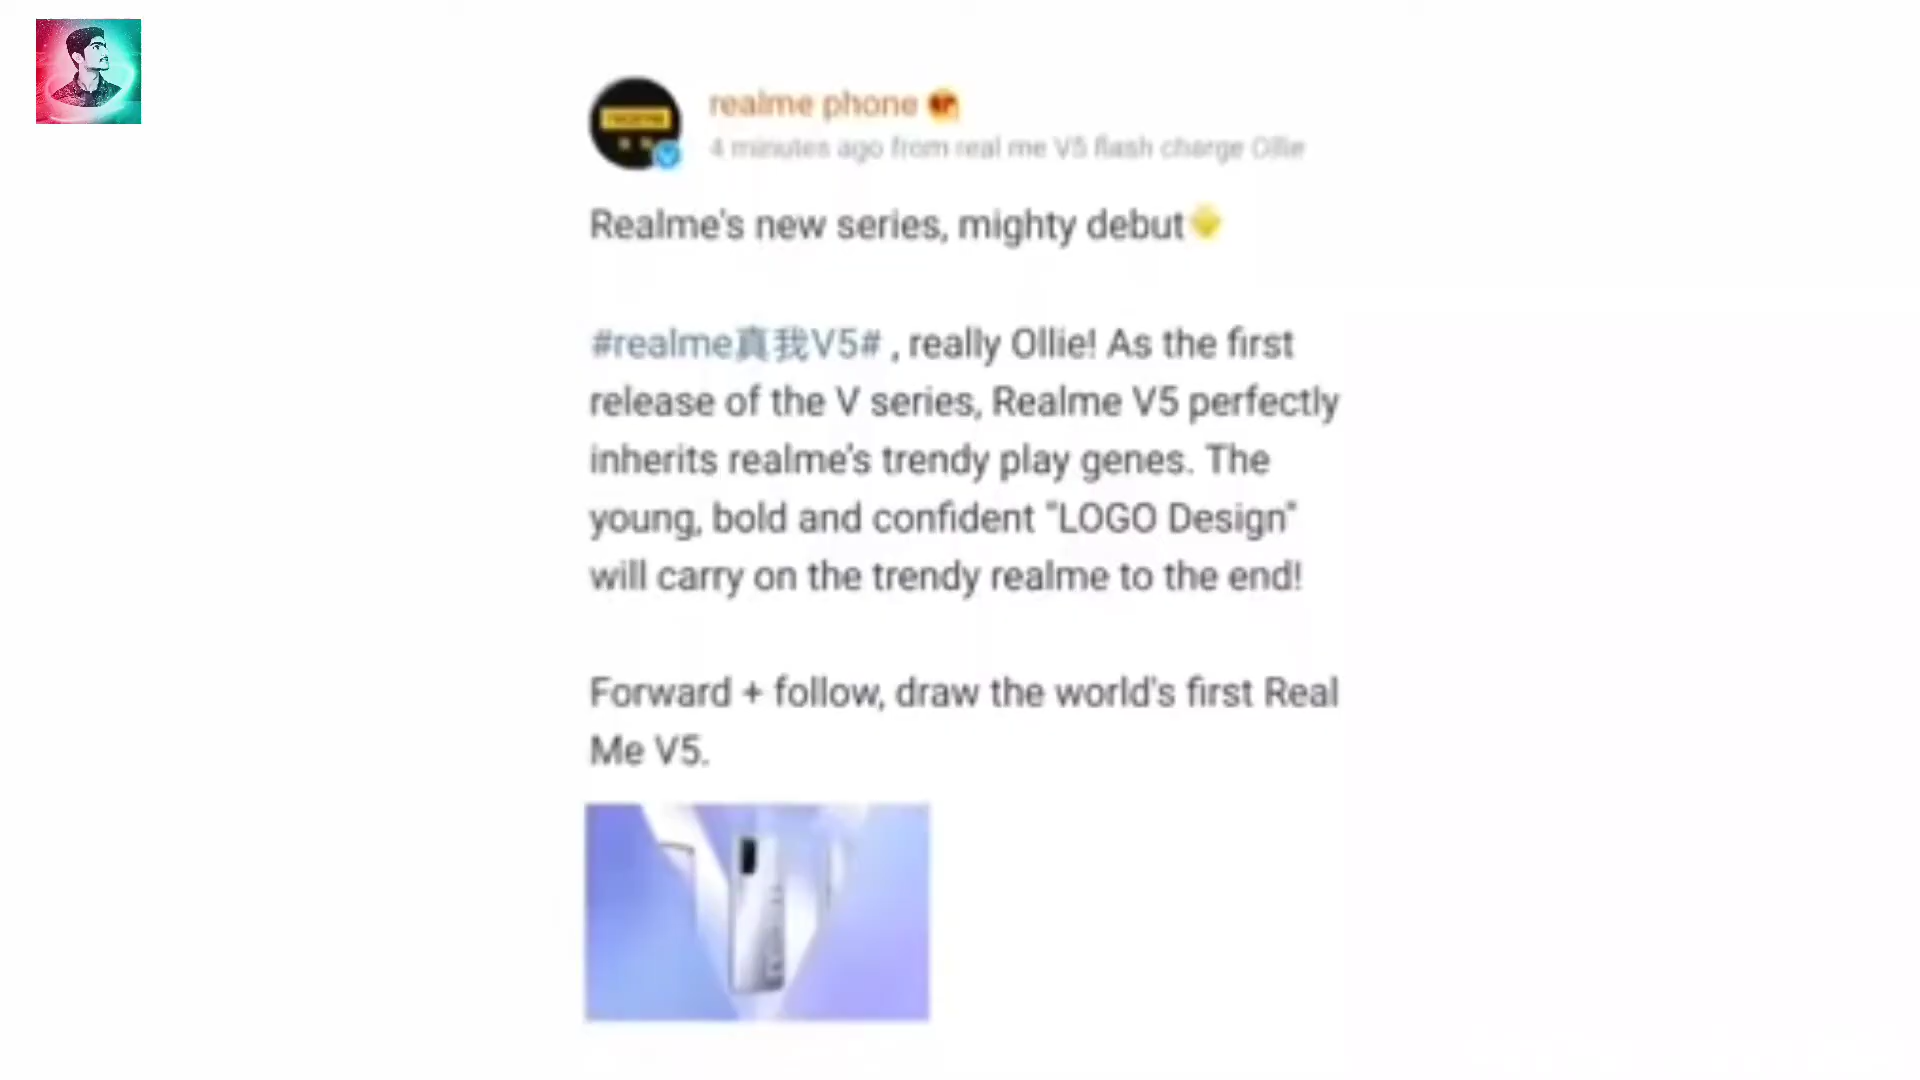 realme phone
4 minutes ago from real me V5 flash charge Ollie
Realme's new series, mighty debut
#realme真我V5# , really Ollie! As the first
release of the V series, Realme V5 perfectly
inherits realme's trendy play genes. The
young, bold and confident "LOGO Design"
will carry on the trendy realme to the end!
Forward + follow, draw the world's first Real
Me V5.